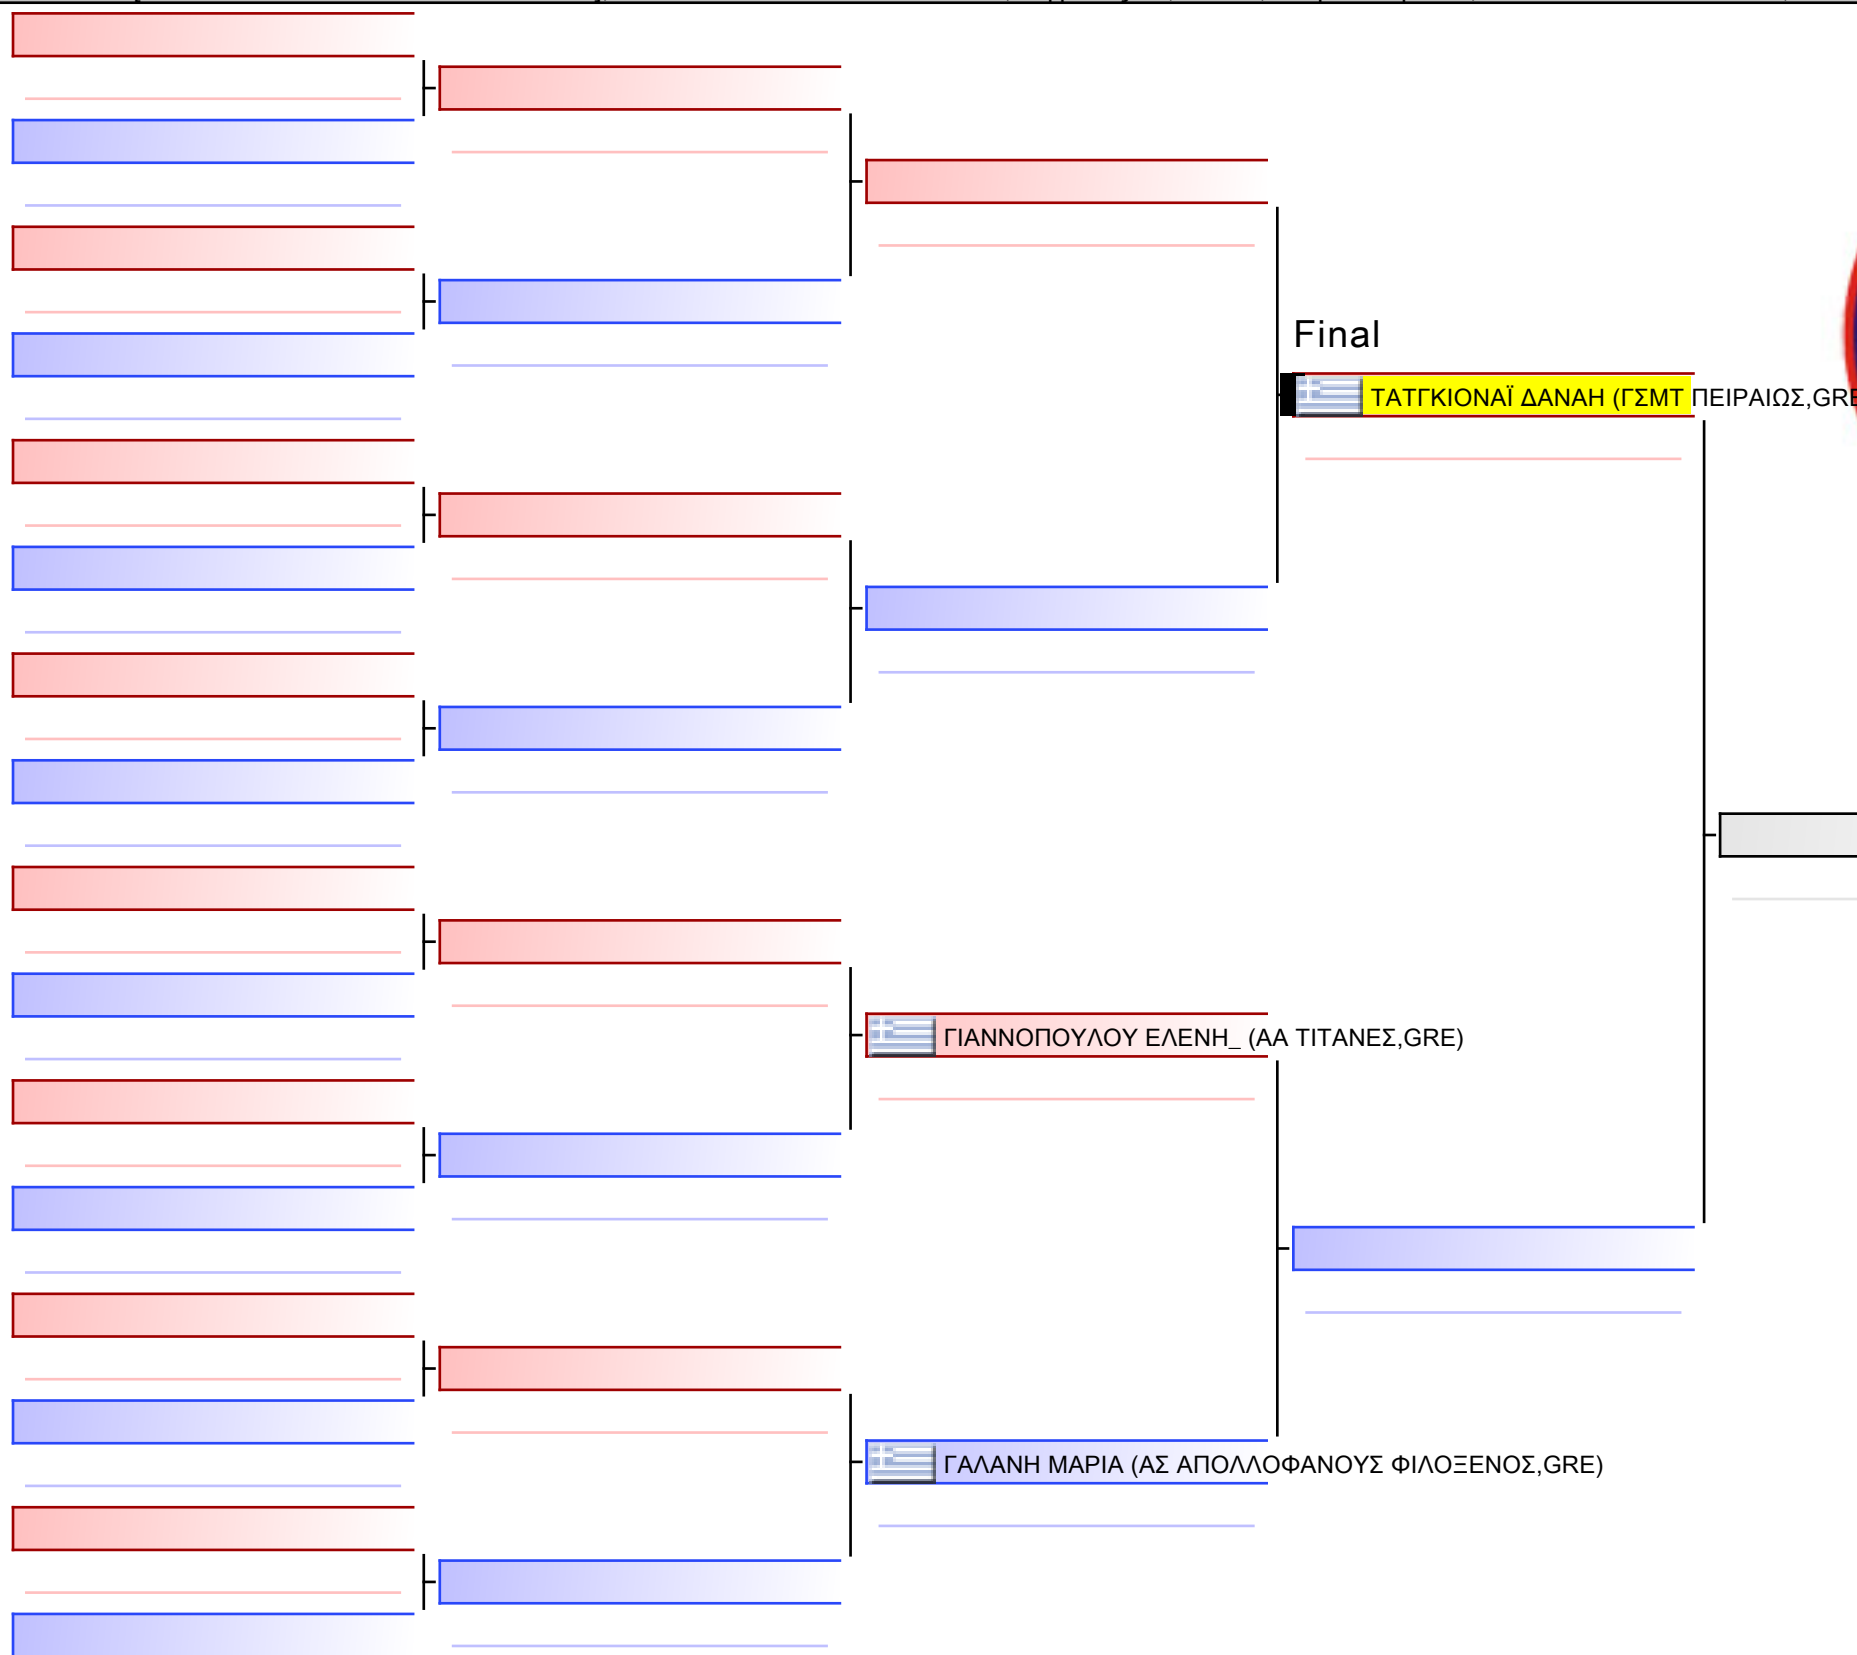 Final
ΤΑΤΓΚΙΟΝΑΪ ΔΑΝΑΗ (ΓΣΜΤ ΠΕΙΡΑΙΩΣ,GRE
ΓΙΑΝΝΟΠΟΥΛΟΥ ΕΛΕΝΗ_ (ΑΑ ΤΙΤΑΝΕΣ,GRE)
ΓΑΛΑΝΗ ΜΑΡΙΑ (ΑΣ ΑΠΟΛΛΟΦΑΝΟΥΣ ΦΙΛΟΞΕΝΟΣ,GRE)